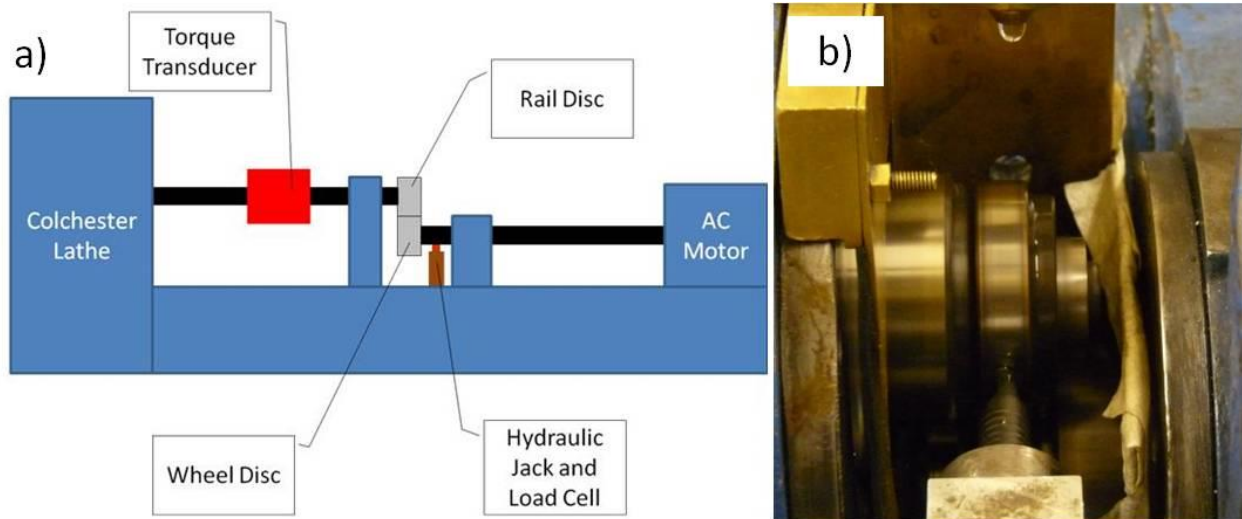 a)
Torque
Transducer
Rail Disc
b)
Colchester
Lathe
AC
Motor
Wheel Disc
Hydraulic
Jack and
Load Cell